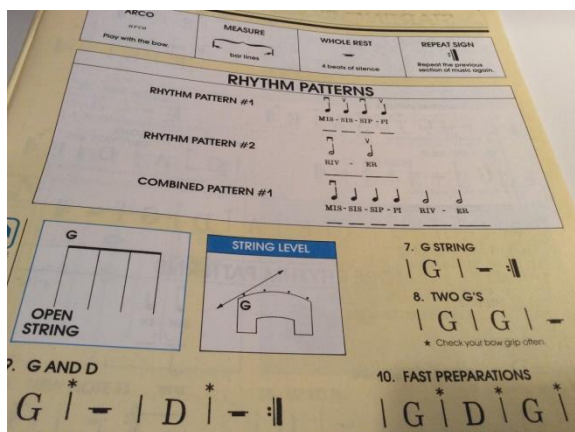 ARCO
Play with the bow.
MEASURE
bar lines
WHOLE REST
4 beats of silence
REPEAT SIGN
Repeat the previous
section of music again.
RHYTHM PATTERNS
RHYTHM PATTERN #1
MIS - SIS - SIP - PI
RHYTHM PATTERN #2
RIV - ER
COMBINED PATTERN #1
MIS - SIS - SIP - PI RIV - ER
G
OPEN
STRING
STRING LEVEL
G
7. G STRING
G
8. TWO G'S
G G
* Check your bow grip often.
9. G AND D
G * D *
10. FAST PREPARATIONS
G * D * G *